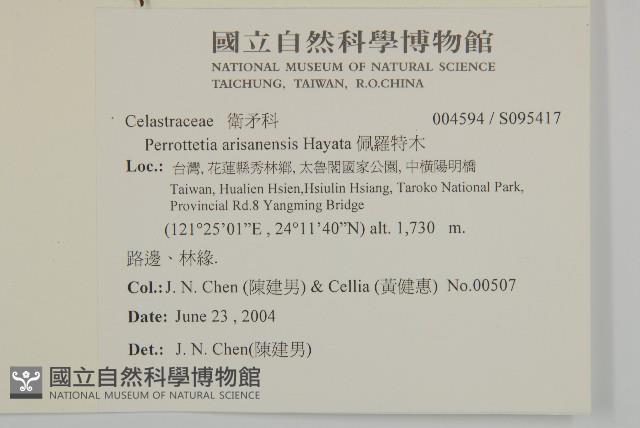 國立自然科學博物館
NATIONAL MUSEUM OF NATURAL SCIENCE
TAICHUNG, TAIWAN, R.O.CHINA
Celastraceae 衛矛科 004594 / S095417
Perrottetia arisanensis Hayata 佩羅特木
Loc.: 台灣, 花蓮縣秀林鄉, 太魯閣國家公園, 中橫陽明橋
Taiwan, Hualien Hsien,Hsiulin Hsiang, Taroko National Park,
Provincial Rd.8 Yangming Bridge
(121°25’01”E , 24°11’40”N) alt. 1,730 m.
路邊、林緣.
Col.: J. N. Chen (陳建男) & Cellia (黃健惠) No.00507
Date: June 23 , 2004
Det.: J. N. Chen(陳建男)
國立自然科學博物館
NATIONAL MUSEUM OF NATURAL SCIENCE